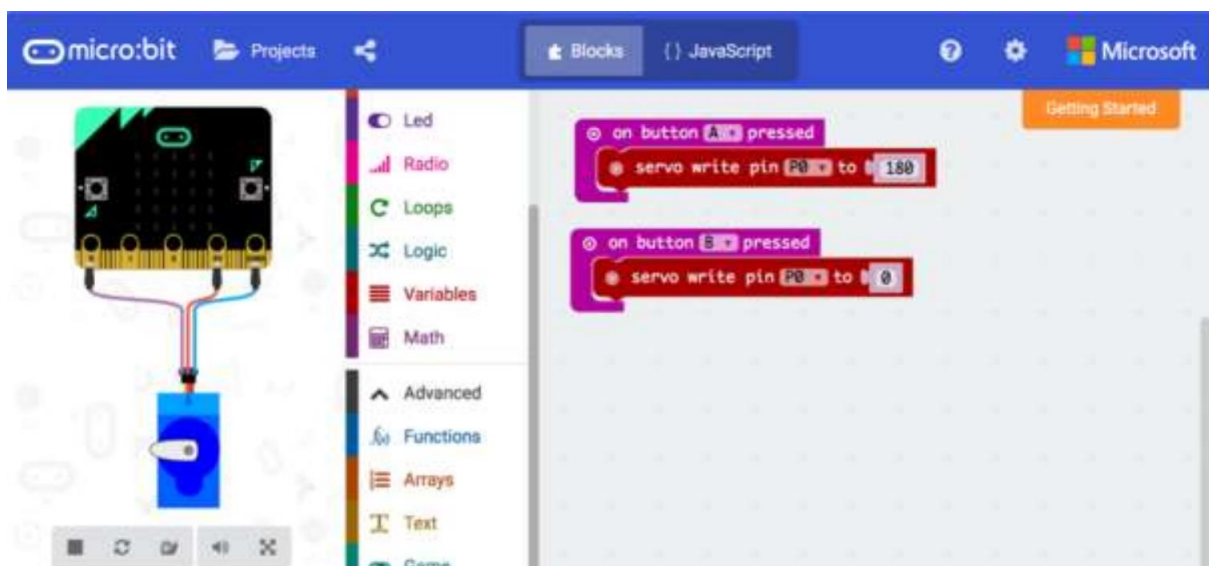 micro:bit Projects Blocks {} JavaScript ? Microsoft
Getting Started
Led
Radio
Loops
Logic
Variables
Math
Advanced
Functions
Arrays
Text
Game
on button A pressed
servo write pin P0 to 180
on button B pressed
servo write pin P0 to 0